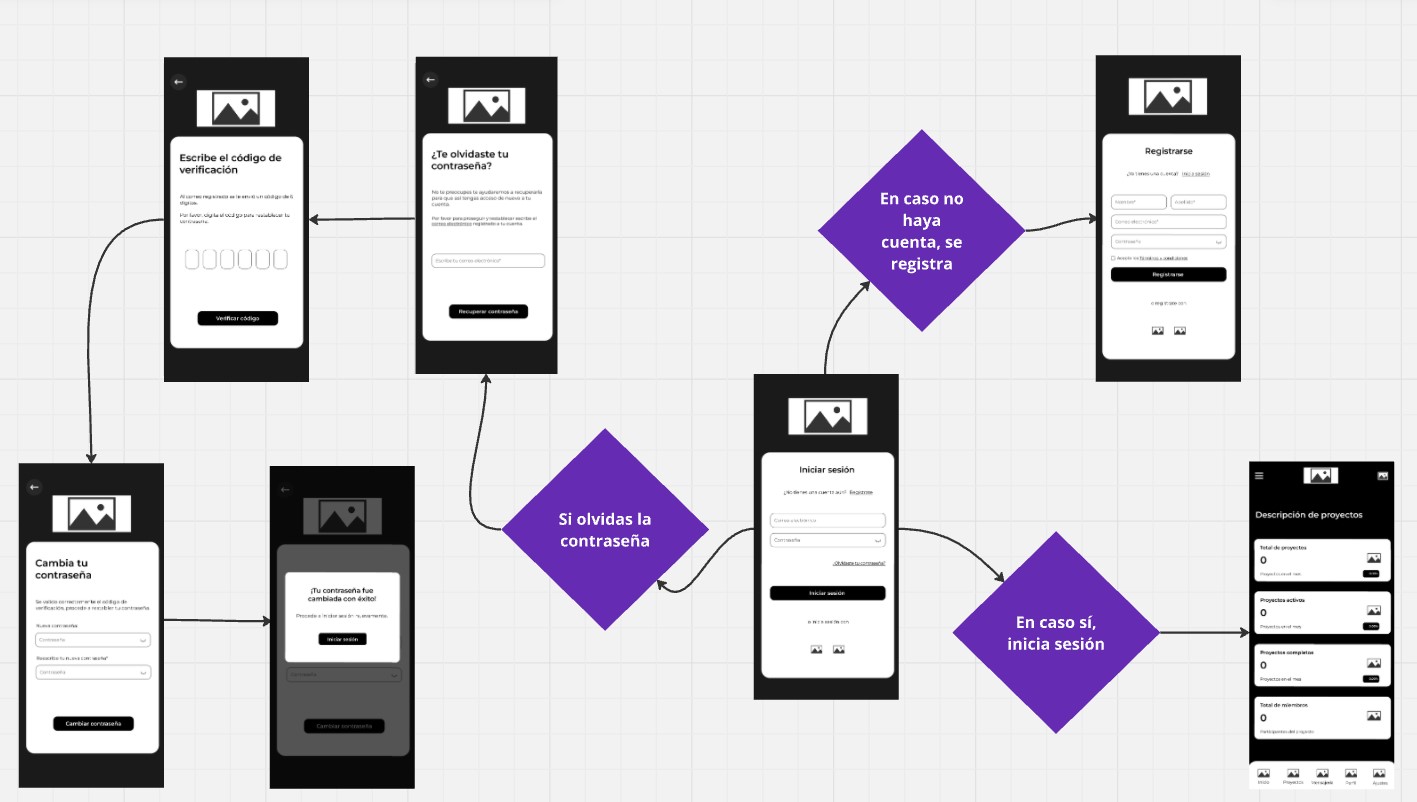 Escribe el código de
verificación
Al correo registrado se le envió un código de 6
dígitos.
Por favor, digita el código para restablecer tu
contraseña.
Verificar código
¿Te olvidaste tu
contraseña?
No te preocupes te ayudaremos a recuperarla
para que así tengas acceso de nuevo a tu
cuenta.
Por favor para proseguir y restablecer escribe el
correo electrónico registrado a tu cuenta.
Escriba tu correo electrónico*
Recuperar contraseña
En caso no
haya
cuenta, se
registra
Registrarse
¿Ya tienes una cuenta? Inicia sesión
Nombres*
Apellido*
Correo electrónico*
Contraseña
Acepto los Términos y condiciones
Registrarse
o regístrate con:
Cambia tu
contraseña
Se validó correctamente el código de
verificación, procede a restablecer tu contraseña
Nueva contraseña
Contraseña
Reescribe tu nueva contraseña*
Contraseña
Cambiar contraseña
¡Tu contraseña fue
cambiada con éxito!
Procede a iniciar sesión nuevamente.
Iniciar sesión
Contraseña
Cambiar contraseña
Si olvidas la
contraseña
Iniciar sesión
¿No tienes una cuenta aún? Regístrate
Correo electrónico
Contraseña
¿Olvidaste tu contraseña?
Iniciar sesión
o inicia sesión con:
En caso sí,
inicia sesión
Descripción de proyectos
Total de proyectos
0
Proyectos en el mes
Proyectos activos
0
Proyectos en el mes
Proyectos completos
0
Proyectos en el mes
Total de miembros
0
Participantes del proyecto
Inicio
Proyectos
Mensajes
Perfil
Ajustes